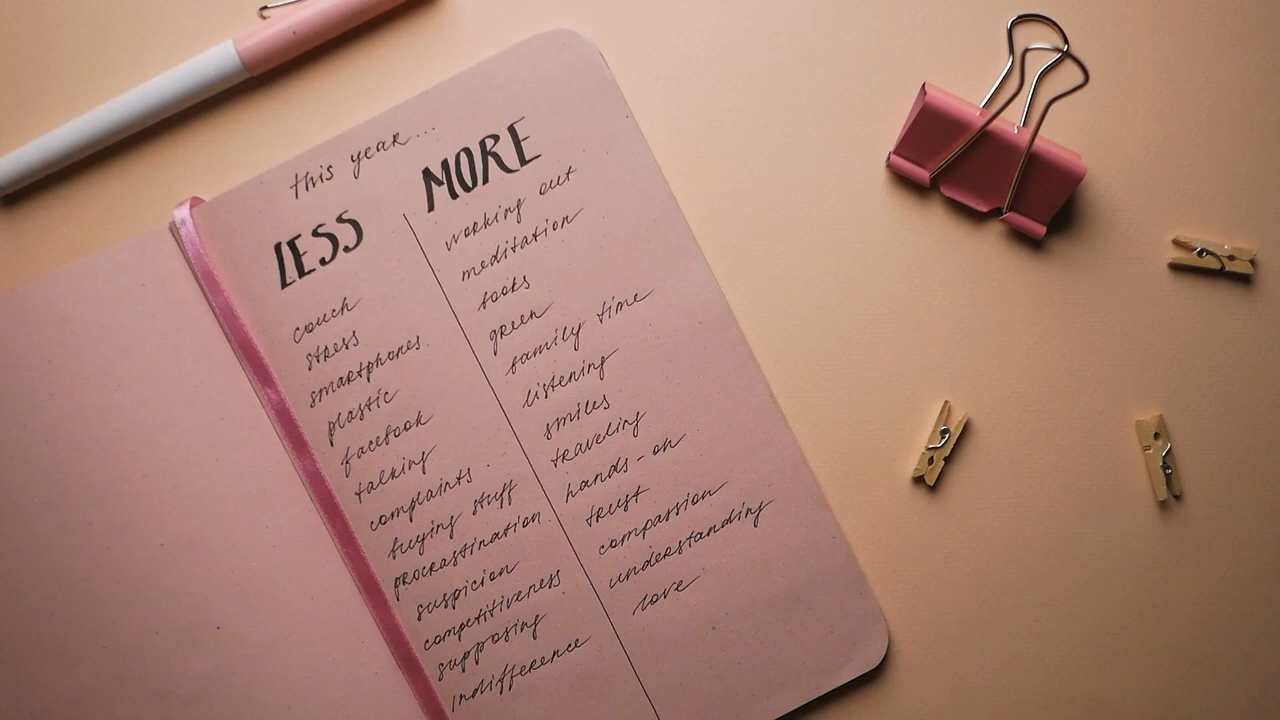 this year...
LESS
couch
stress
smartphones
plastic
facebook
talking
complaints
buying stuff
procrastination
suspicion
competitiveness
supposing
indifference
MORE
working out
meditation
books
green
family time
listening
smiles
traveling
hands-on
trust
compassion
understanding
love